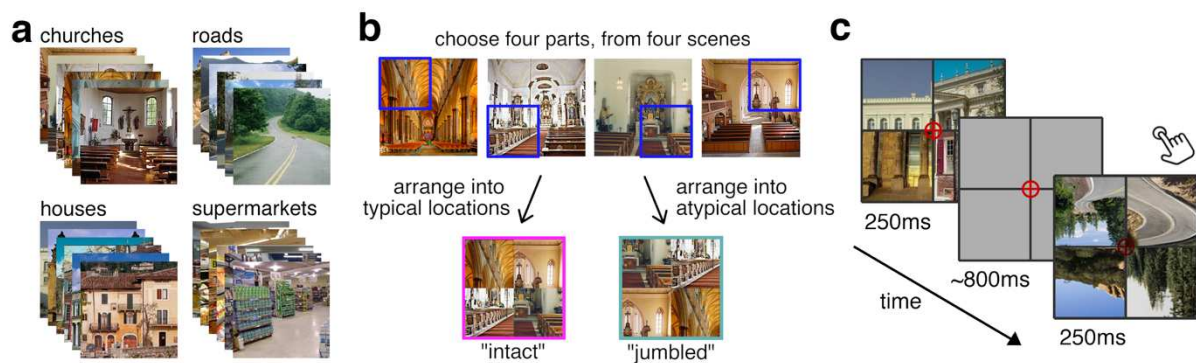 a
churches
roads
houses
supermarkets
b
choose four parts, from four scenes
arrange into
typical locations
arrange into
atypical locations
"intact"
"jumbled"
c
250ms
~800ms
250ms
time